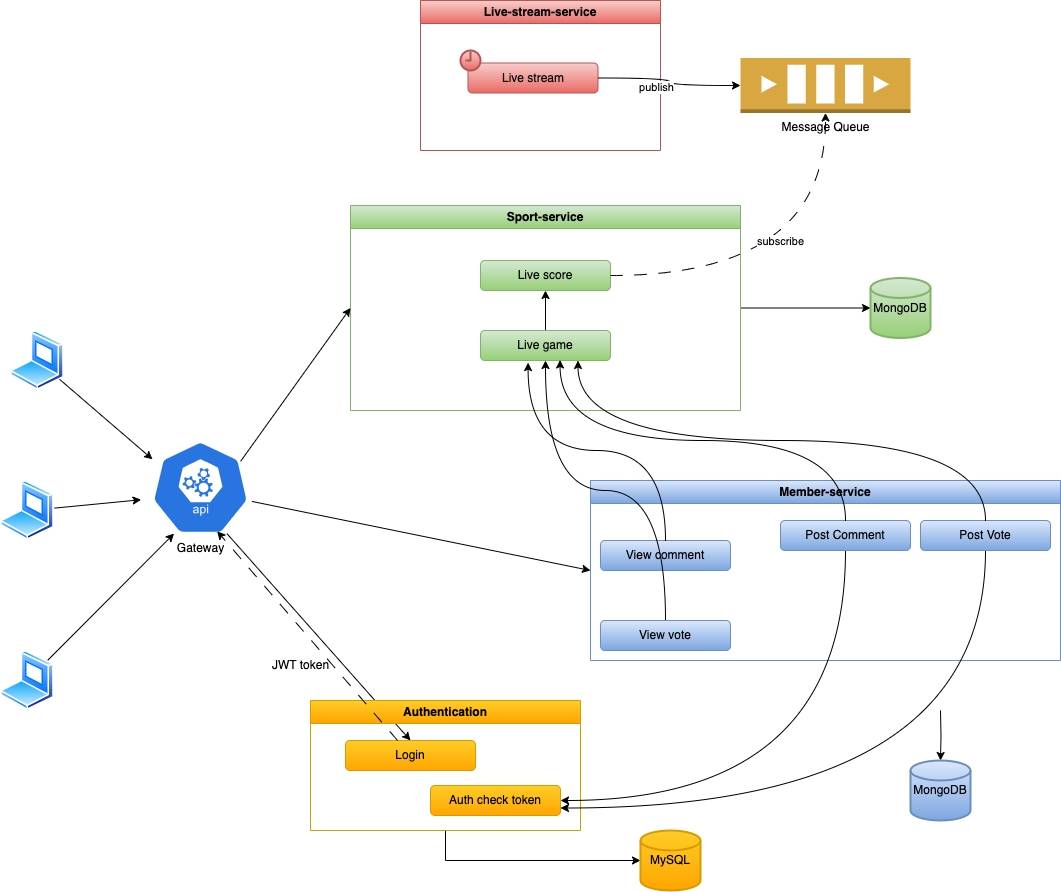 Live-stream-service
Live stream
publish
Message Queue
Sport-service
subscribe
Live score
MongoDB
Live game
api
Gateway
Member-service
Post Comment
Post Vote
View comment
View vote
JWT token
Authentication
Login
MongoDB
Auth check token
MySQL